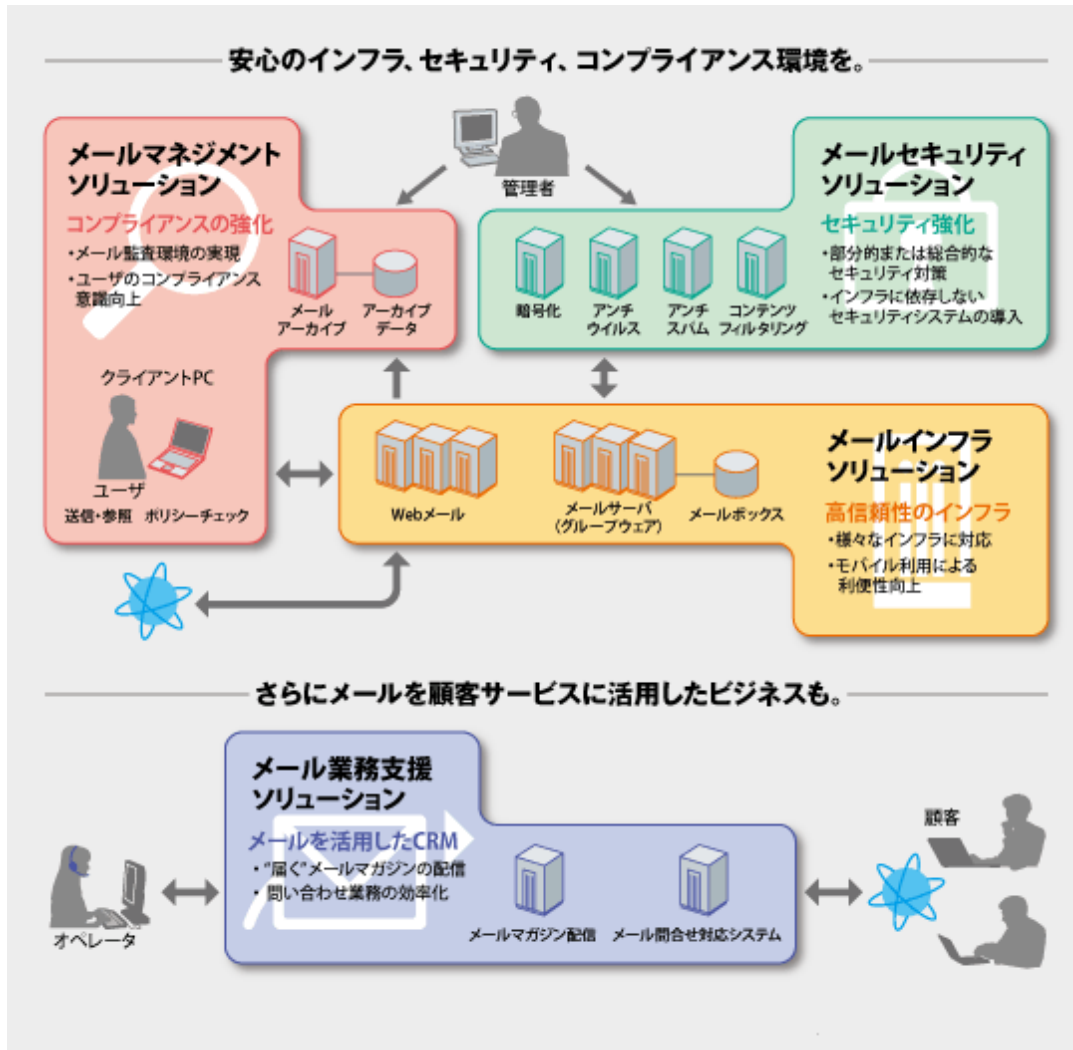 安心のインフラ、セキュリティ、コンプライアンス環境を。
メールマネジメント
ソリューション
コンプライアンスの強化
・メール監査環境の実現
・ユーザのコンプライアンス
意識向上
メール
アーカイブ
アーカイブ
データ
管理者
メールセキュリティ
ソリューション
セキュリティ強化
・部分的または総合的な
セキュリティ対策
・インフラに依存しない
セキュリティシステムの導入
暗号化
アンチ
ウイルス
アンチ
スパム
コンテンツ
フィルタリング
クライアントPC
ユーザ
送信・参照 ポリシーチェック
Webメール
メールサーバ
(グループウェア)
メールボックス
メールインフラ
ソリューション
高信頼性のインフラ
・様々なインフラに対応
・モバイル利用による
利便性向上
さらにメールを顧客サービスに活用したビジネスも。
メール業務支援
ソリューション
メールを活用したCRM
・“届く”メールマガジンの配信
・問い合わせ業務の効率化
メールマガジン配信
メール問合せ対応システム
オペレータ
顧客